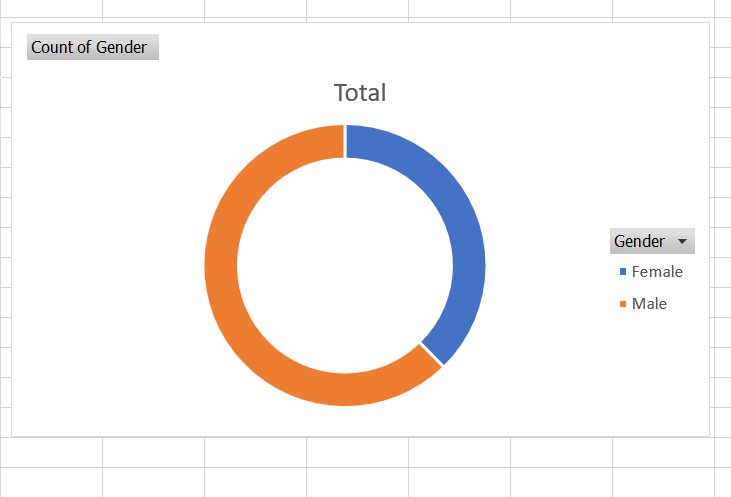 Count of Gender
Total
Gender
Female
Male